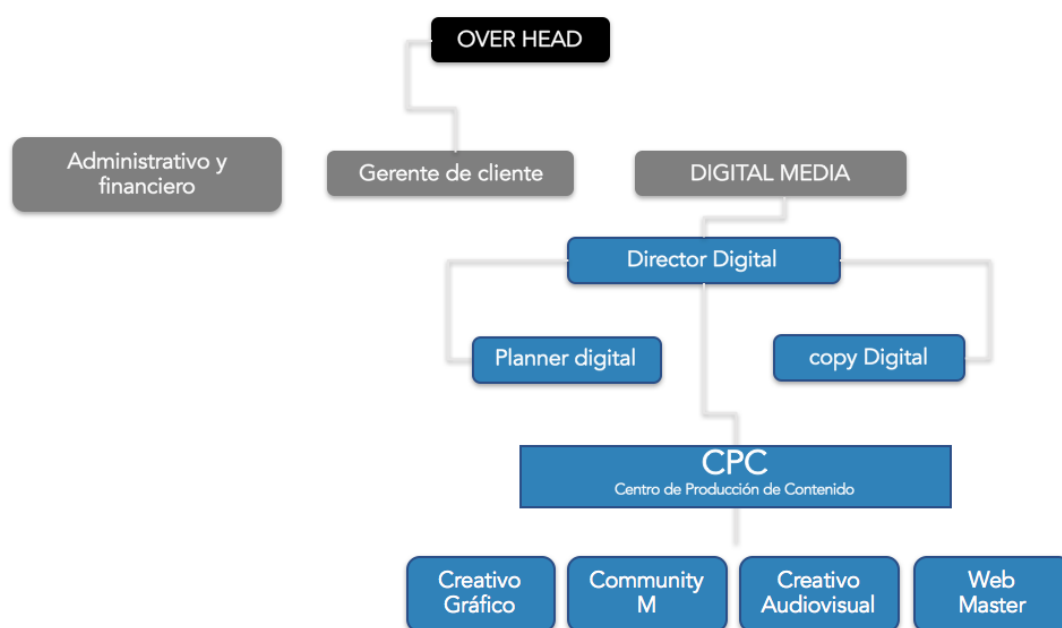 OVER HEAD
Administrativo y
financiero
Gerente de cliente
DIGITAL MEDIA
Director Digital
Planner digital
copy Digital
CPC
Centro de Producción de Contenido
Creativo
Gráfico
Community
M
Creativo
Audiovisual
Web
Master